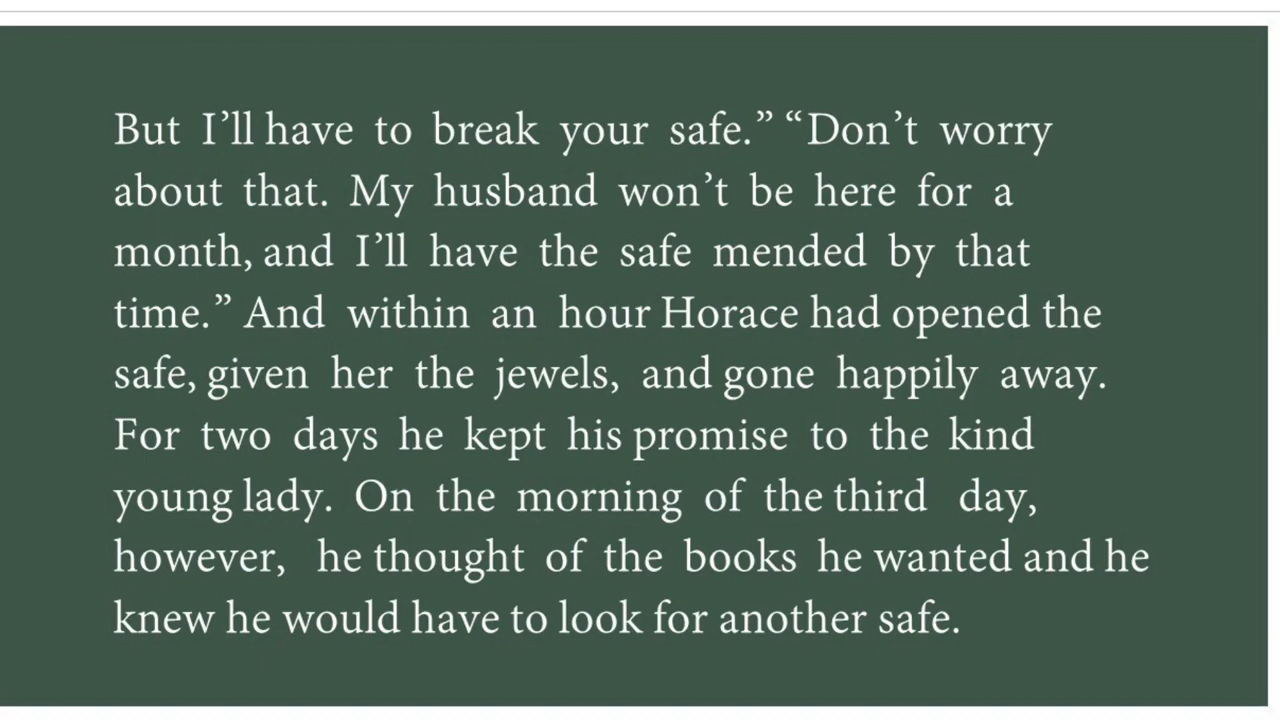 But I’ll have to break your safe.” “Don’t worry
about that. My husband won’t be here for a
month, and I’ll have the safe mended by that
time.” And within an hour Horace had opened the
safe, given her the jewels, and gone happily away.
For two days he kept his promise to the kind
young lady. On the morning of the third day,
however, he thought of the books he wanted and he
knew he would have to look for another safe.